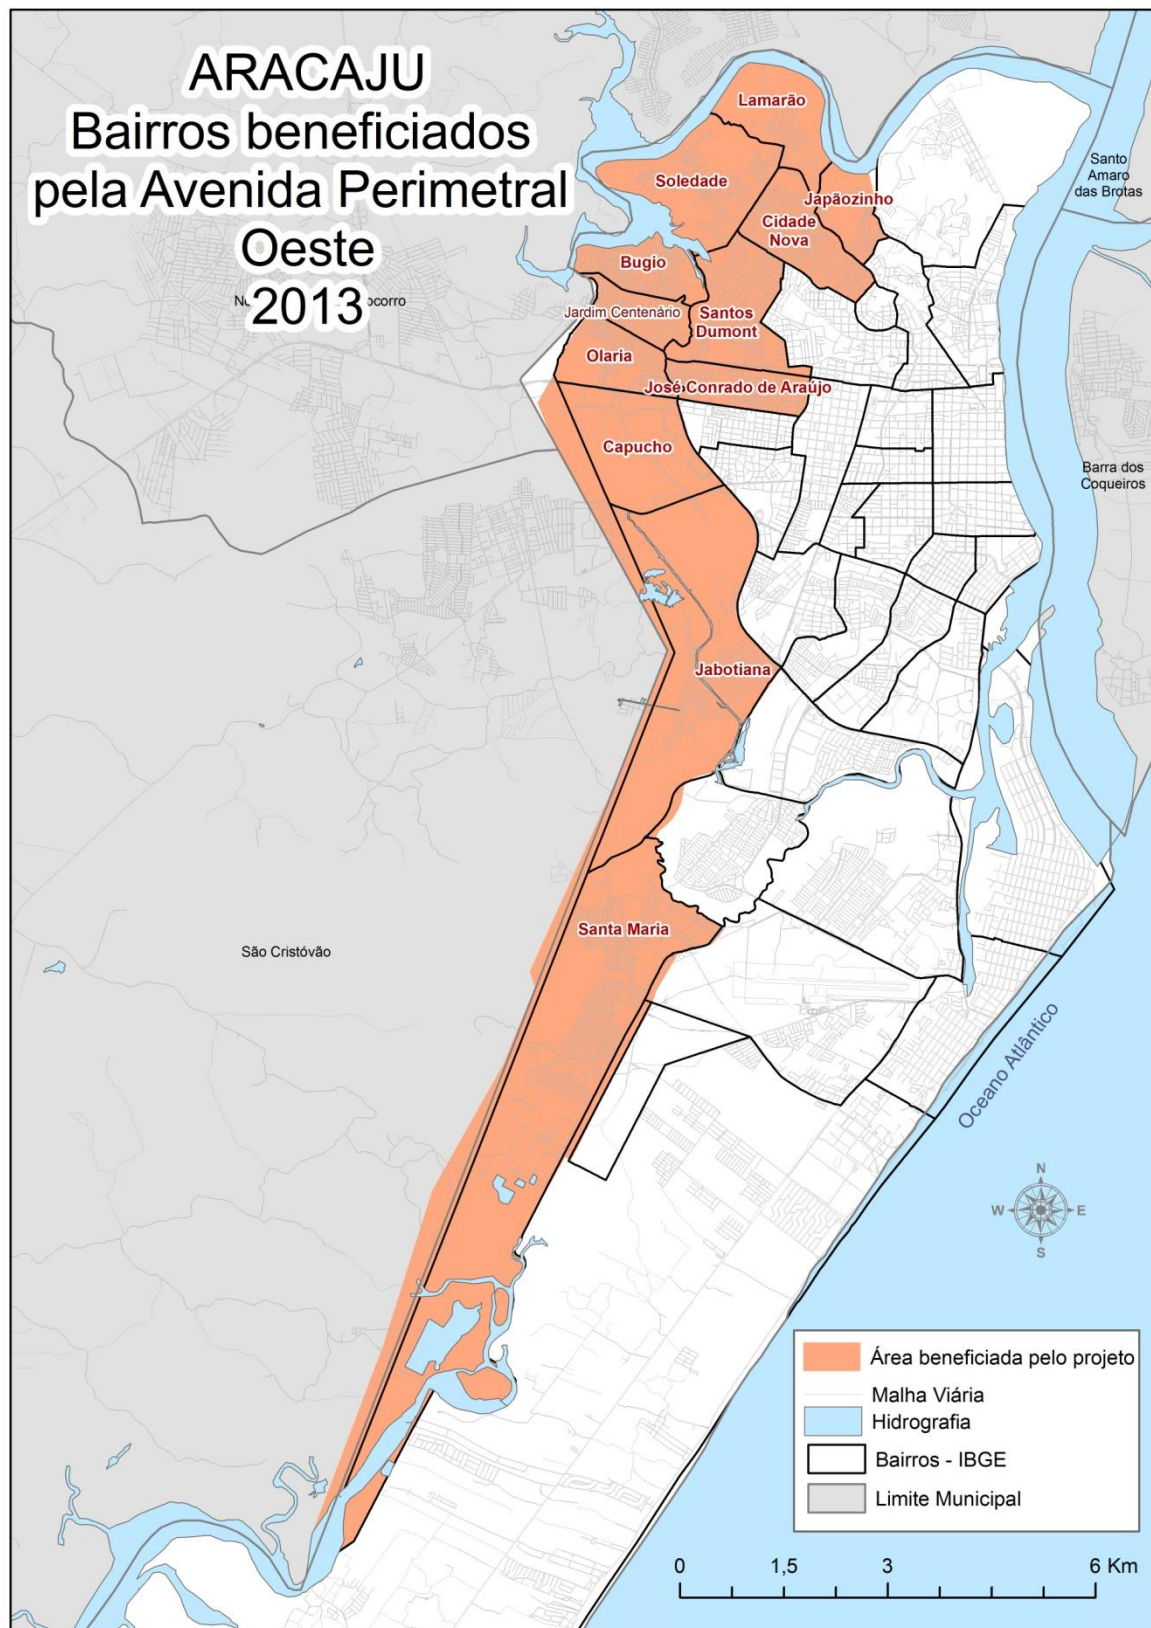 ARACAJU
Bairros beneficiados
pela Avenida Perimetral
Oeste
2013
Lamarão
Soledade
Japãozinho
Cidade
Nova
Bugio
Jardim Centenário
Santos
Dumont
Olaria
José Conrado de Araújo
Capucho
Jabotiana
Santa Maria
Santo
Amaro
das Brotas
Barra dos
Coqueiros
São Cristóvão
Oceano Atlântico
N
W
E
S
Área beneficiada pelo projeto
Malha Viária
Hidrografia
Bairros - IBGE
Limite Municipal
0 1,5 3 6 Km